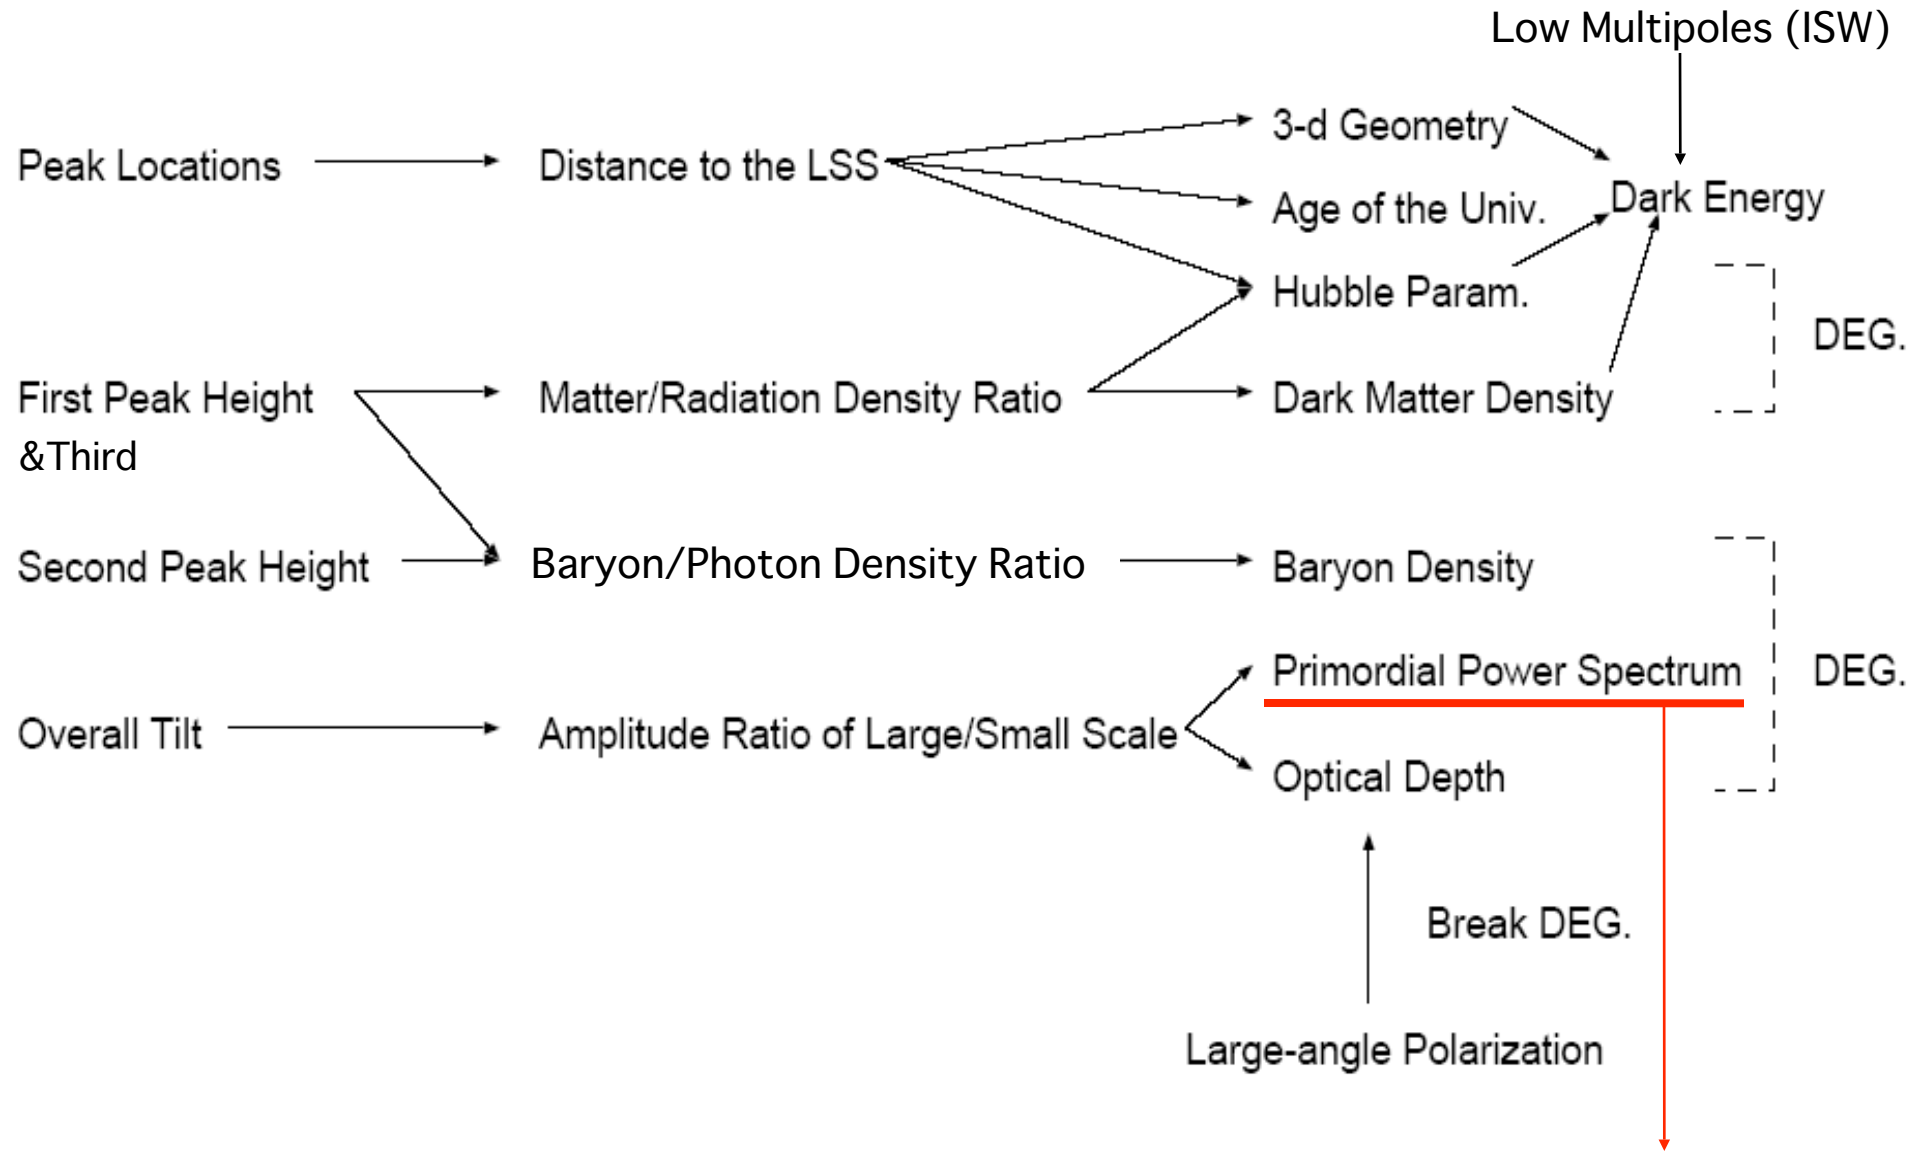 Low Multipoles (ISW)
3-d Geometry
Peak Locations
Distance to the LSS
Age of the Univ.
Dark Energy
Hubble Param.
DEG.
First Peak Height
&Third
Matter/Radiation Density Ratio
Dark Matter Density
Second Peak Height
Baryon/Photon Density Ratio
Baryon Density
Primordial Power Spectrum
DEG.
Overall Tilt
Amplitude Ratio of Large/Small Scale
Optical Depth
Break DEG.
Large-angle Polarization